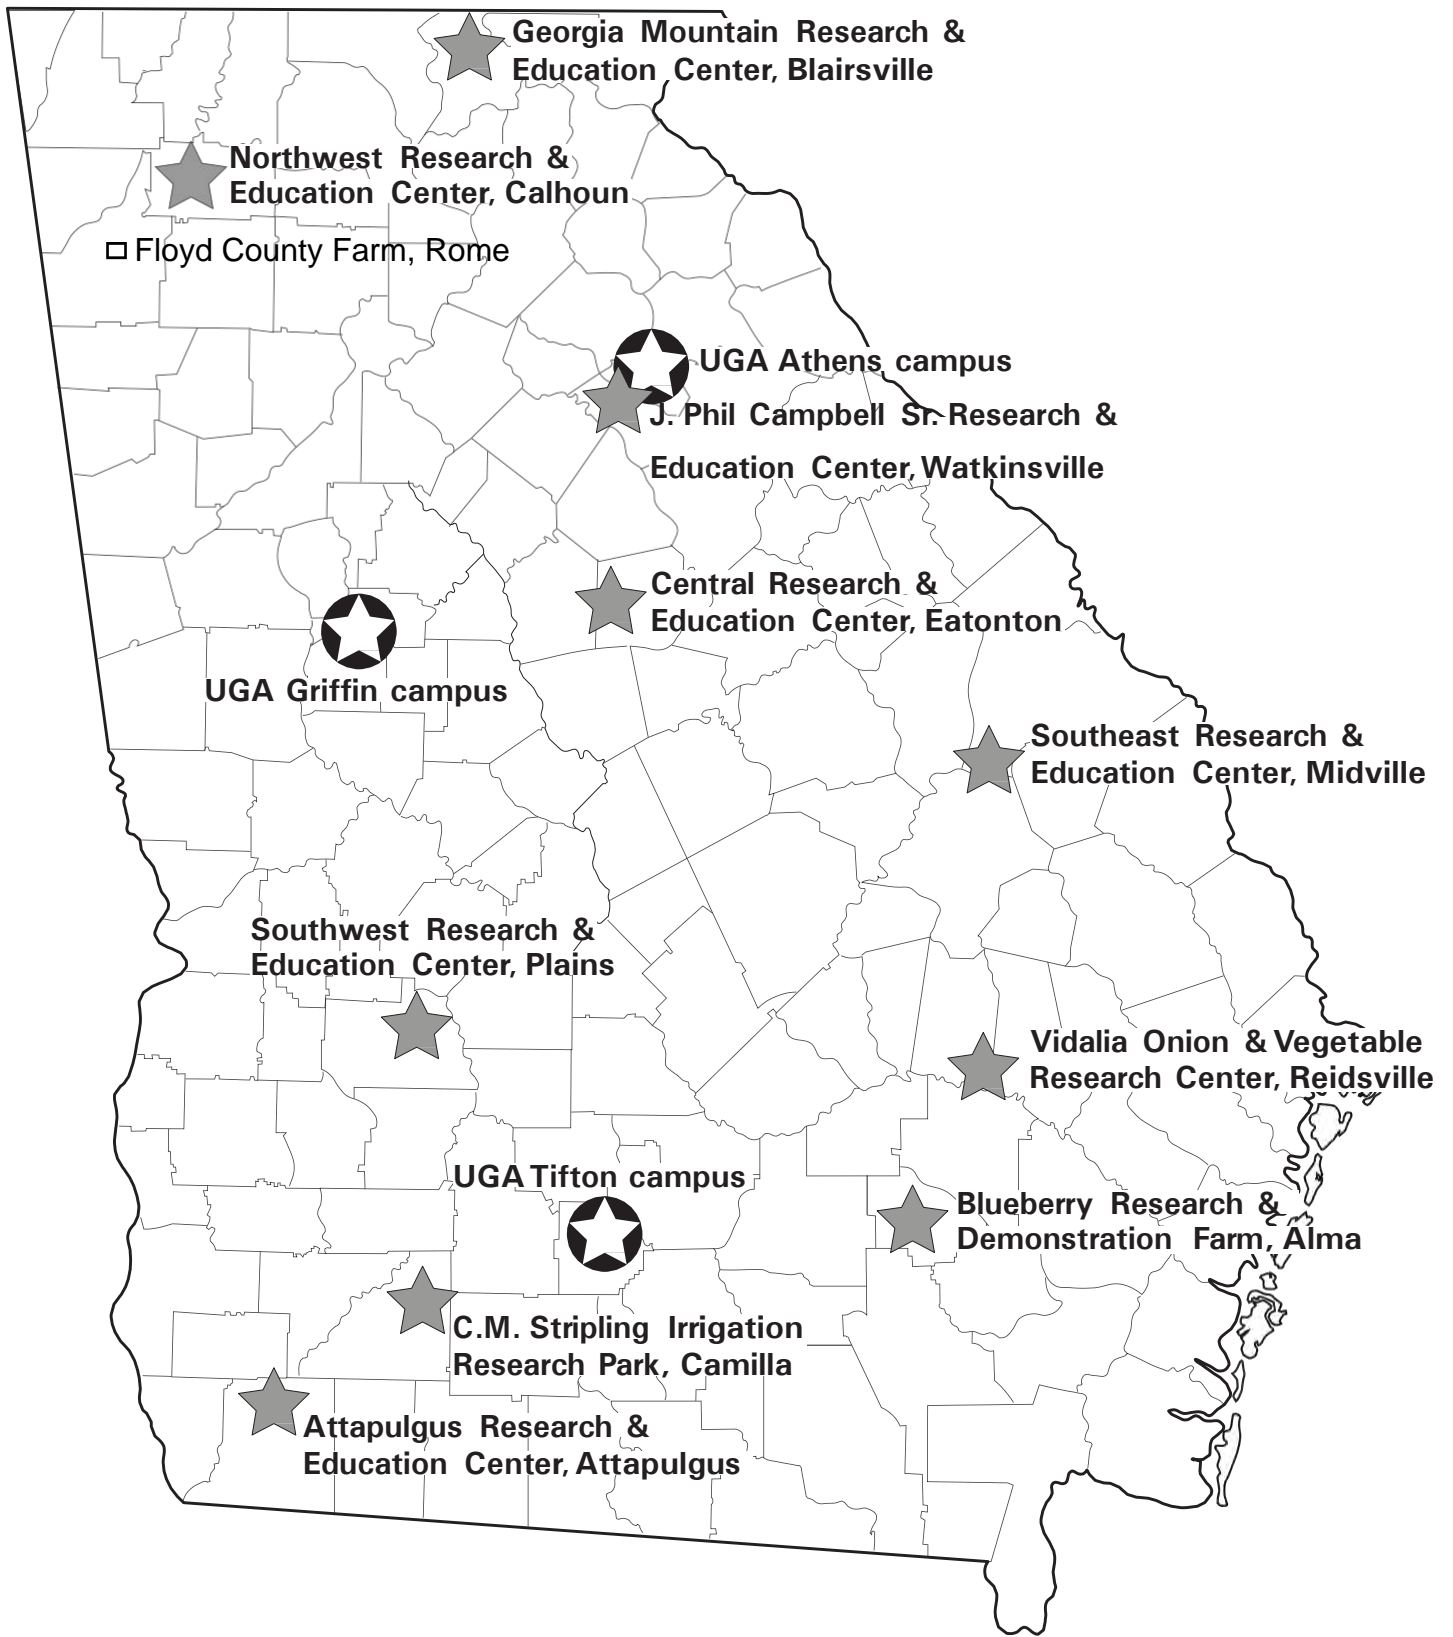 Georgia Mountain Research &
Education Center, Blairsville
Northwest Research &
Education Center, Calhoun
Floyd County Farm, Rome
UGA Athens campus
J. Phil Campbell Sr. Research &
Education Center, Watkinsville
Central Research &
Education Center, Eatonton
UGA Griffin campus
Southeast Research &
Education Center, Midville
Southwest Research &
Education Center, Plains
Vidalia Onion & Vegetable
Research Center, Reidsville
UGA Tifton campus
Blueberry Research &
Demonstration Farm, Alma
C.M. Stripling Irrigation
Research Park, Camilla
Attapulgus Research &
Education Center, Attapulgus